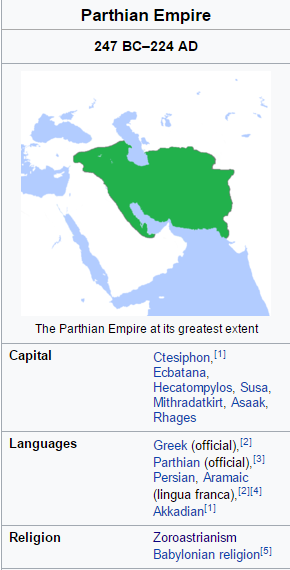 Parthian Empire
247 BC–224 AD
The Parthian Empire at its greatest extent
Capital
Ctesiphon,[1]
Ecbatana,
Hecatompylos, Susa,
Mithradatkirt, Asaak,
Rhages
Languages
Greek (official),[2]
Parthian (official),[3]
Persian, Aramaic
(lingua franca),[2][4]
Akkadian[1]
Religion
Zoroastrianism
Babylonian religion[5]